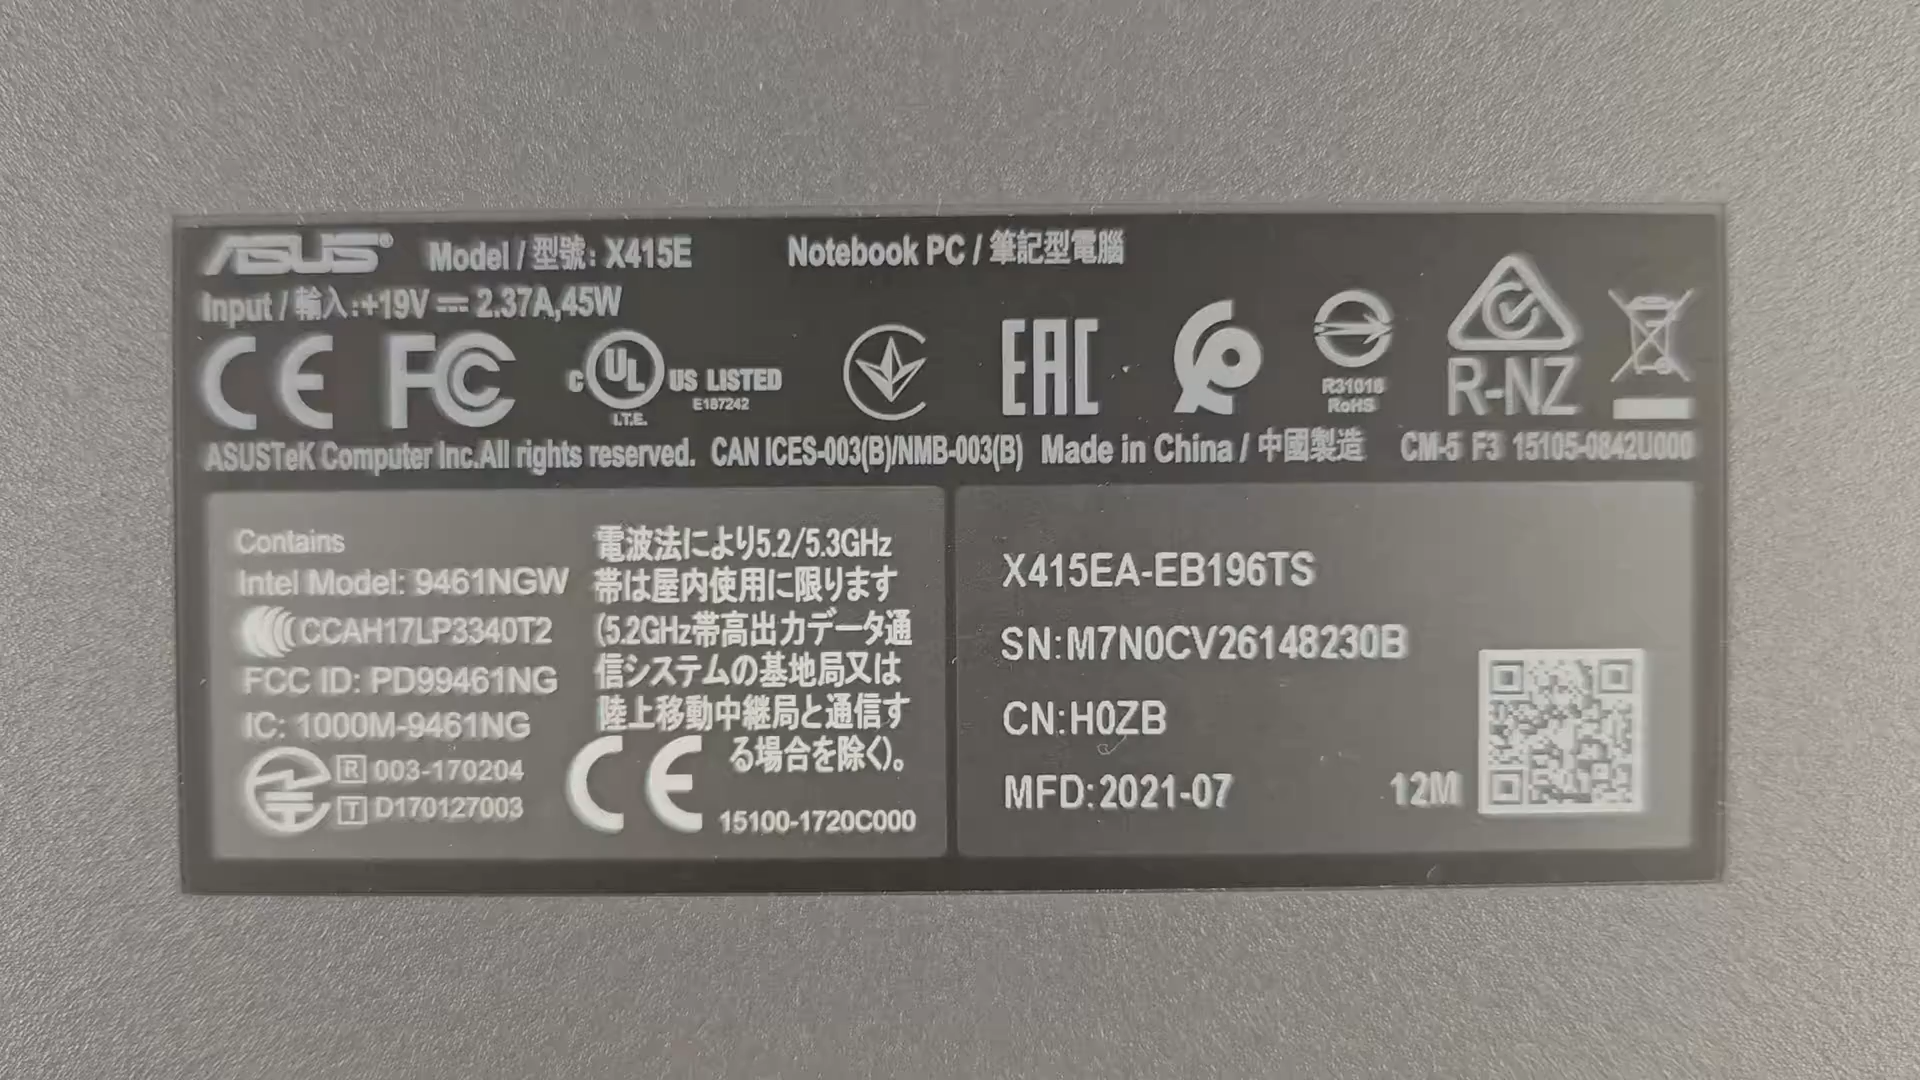 ASUS® Model / 型號: X415E Notebook PC / 筆記型電腦
Input / 輸入:+19V 2.37A,45W
CE FC C UL US LISTED EAC
I.T.E. E187242
R31018
RoHS
R-NZ
ASUSTeK Computer Inc.All rights reserved. CAN ICES-003(B)/NMB-003(B) Made in China / 中國製造 CM-5 F3 15105-0842U000
Contains
Intel Model: 9461NGW
CCAH17LP3340T2
FCC ID: PD99461NG
IC: 1000M-9461NG
R 003-170204
T D170127003
電波法により5.2/5.3GHz
帯は屋内使用に限ります
(5.2GHz帯高出力データ通
信システムの基地局又は
陸上移動中継局と通信す
る場合を除く)。
CE 15100-1720C000
X415EA-EB196TS
SN:M7N0CV26148230B
CN:H0ZB
MFD:2021-07 12M